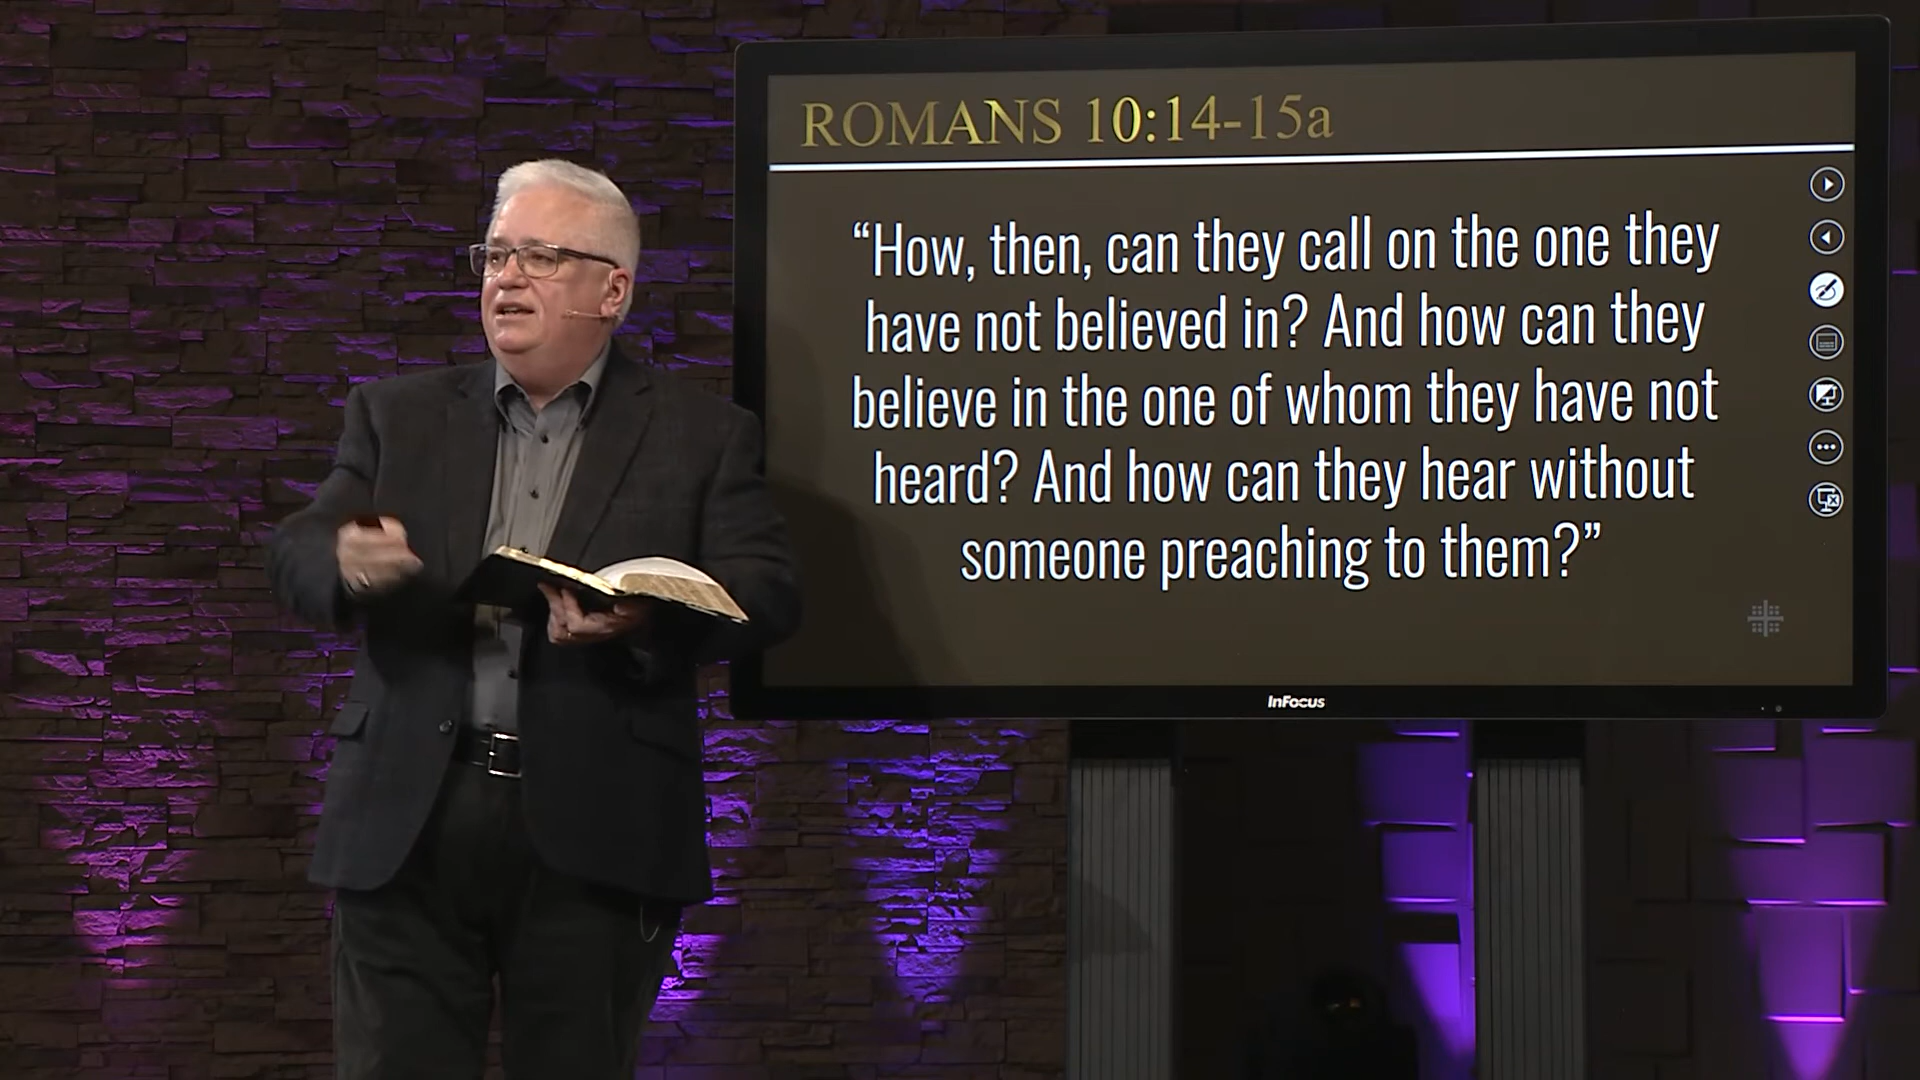 ROMANS 10:14-15a
“How, then, can they call on the one they
have not believed in? And how can they
believe in the one of whom they have not
heard? And how can they hear without
someone preaching to them?”
InFocus